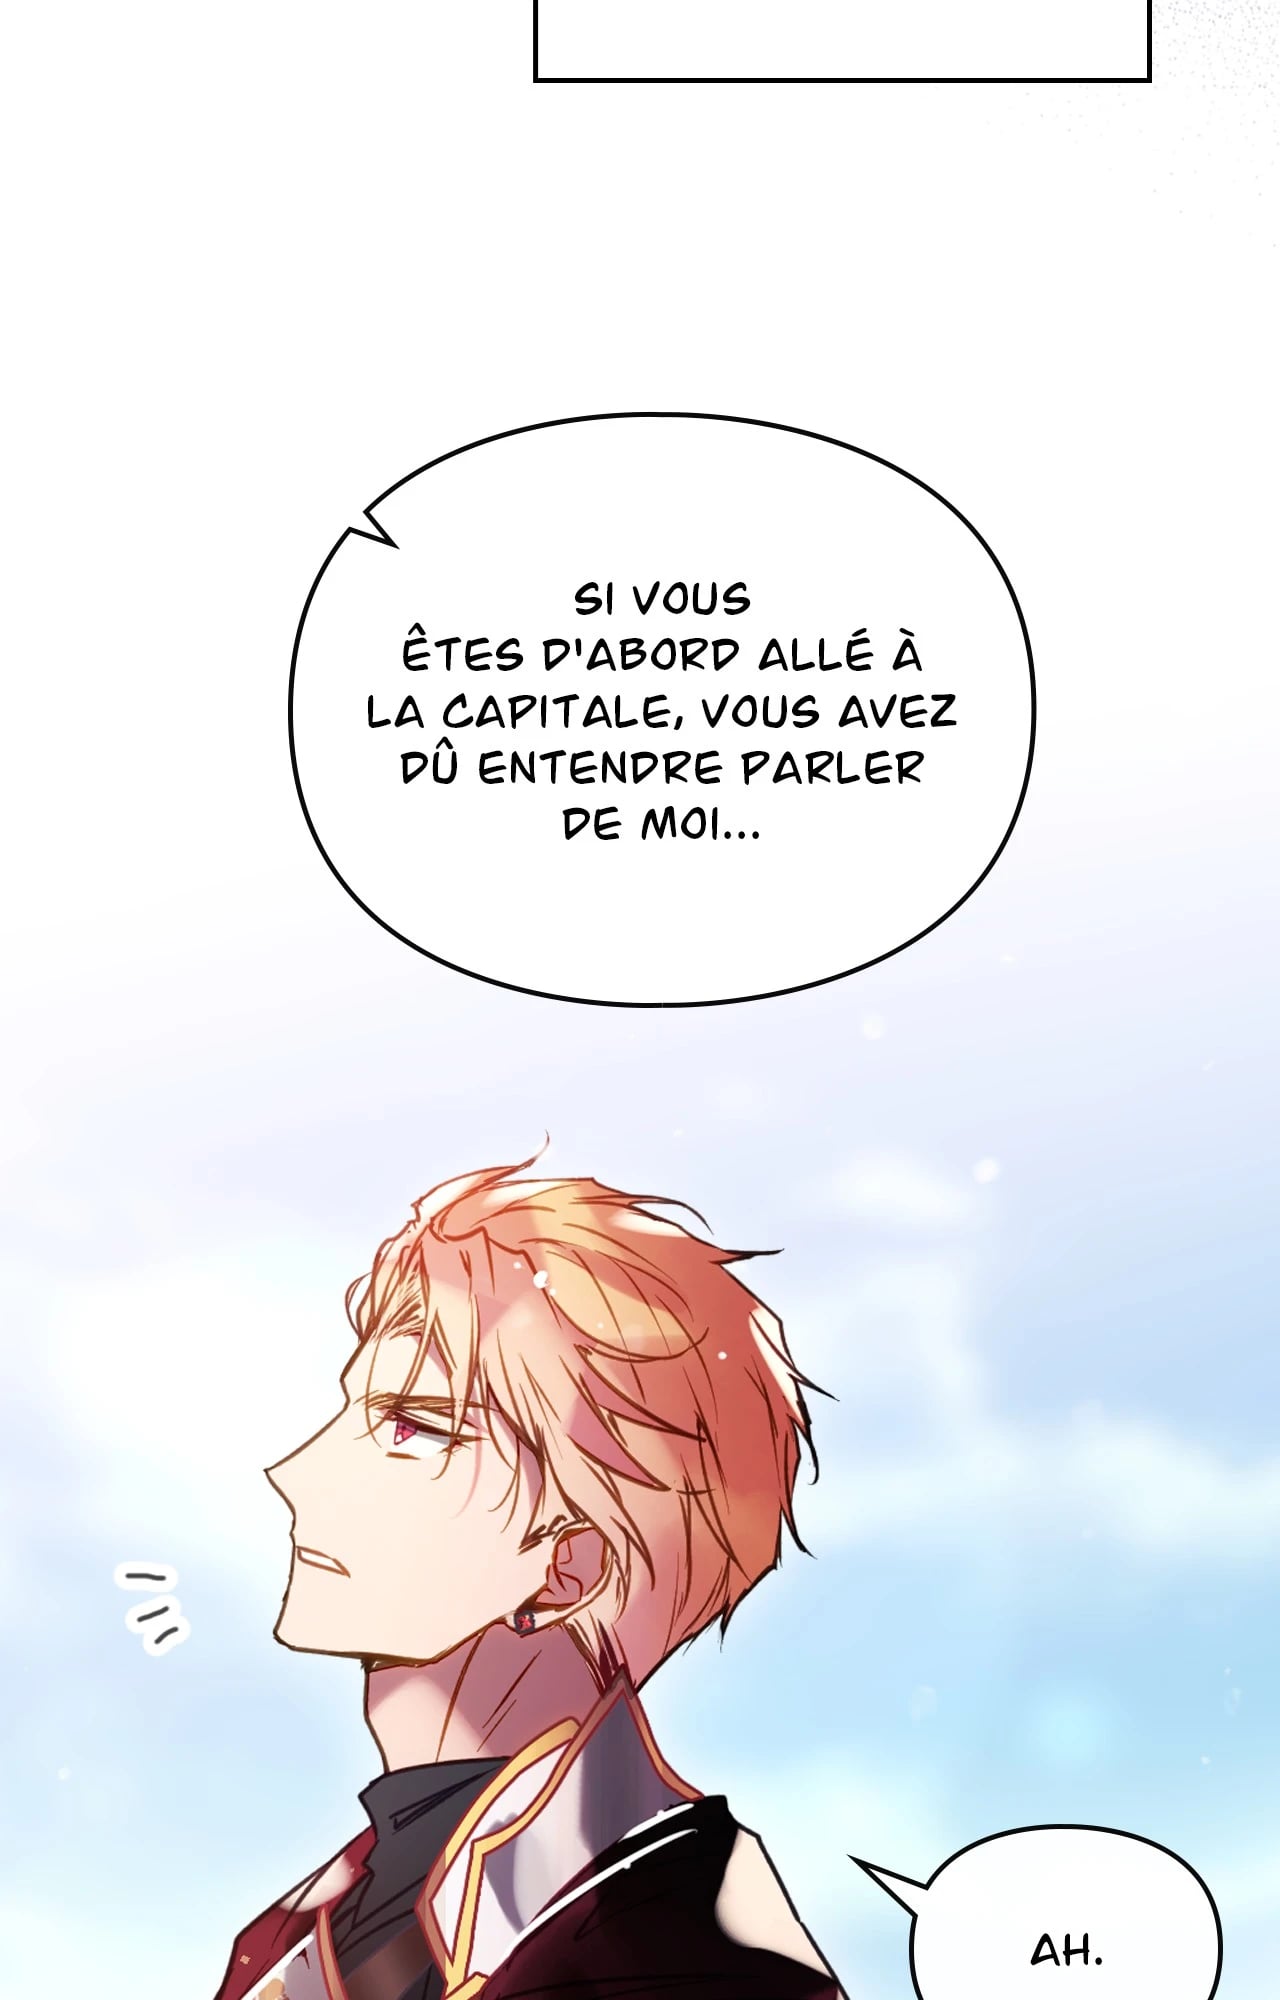 SI VOUS
ÊTES D'ABORD ALLÉ À
LA CAPITALE, VOUS AVEZ
DÛ ENTENDRE PARLER
DE MOI...
AH.